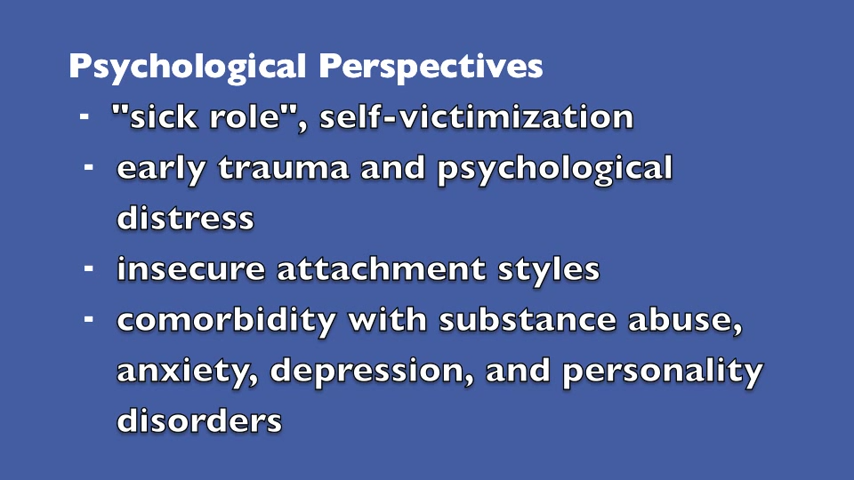 Psychological Perspectives
- "sick role", self-victimization
- early trauma and psychological
distress
- insecure attachment styles
- comorbidity with substance abuse,
anxiety, depression, and personality
disorders